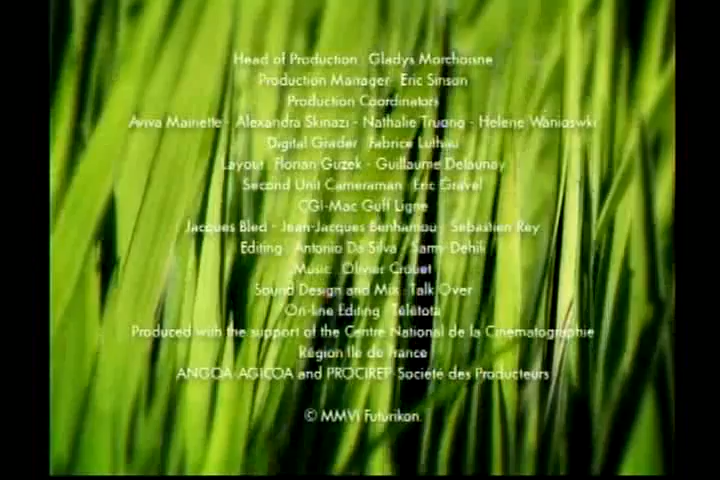 Head of Production : Gladys Morchoisne
Production Manager : Eric Sinson
Production Coordinators
Aviva Mainette - Alexandra Skinazi - Nathalie Truong - Helene Wanioswki
Digital Grader : Fabrice Luthau
Layout : Florian Guzek - Guillaume Delaunay
Second Unit Cameraman : Eric Gravel
CGI-Mac Guff Ligne
Jacques Bled - Jean-Jacques Benhamou - Sebastien Rey
Editing : Antonio Da Silva - Samy Dehili
Music : Olivier Crouet
Sound Design and Mix : Talk Over
On-line Editing : Télétota
Produced with the support of the Centre National de la Cinematographie
Région Ile de France
ANGOA-AGICOA and PROCIREP-Société des Producteurs
© MMVI Futurikon.